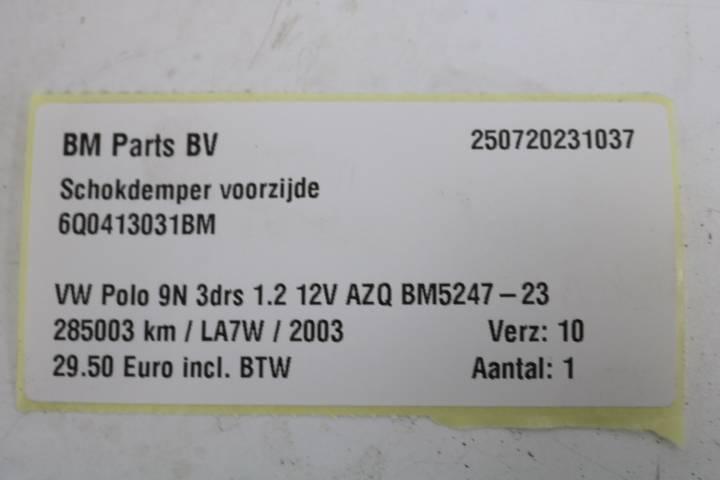 BM Parts BV 250720231037
Schokdemper voorzijde
6Q0413031BM
VW Polo 9N 3drs 1.2 12V AZQ BM5247-23
285003 km / LA7W / 2003 Verz: 10
29.50 Euro incl. BTW Aantal: 1